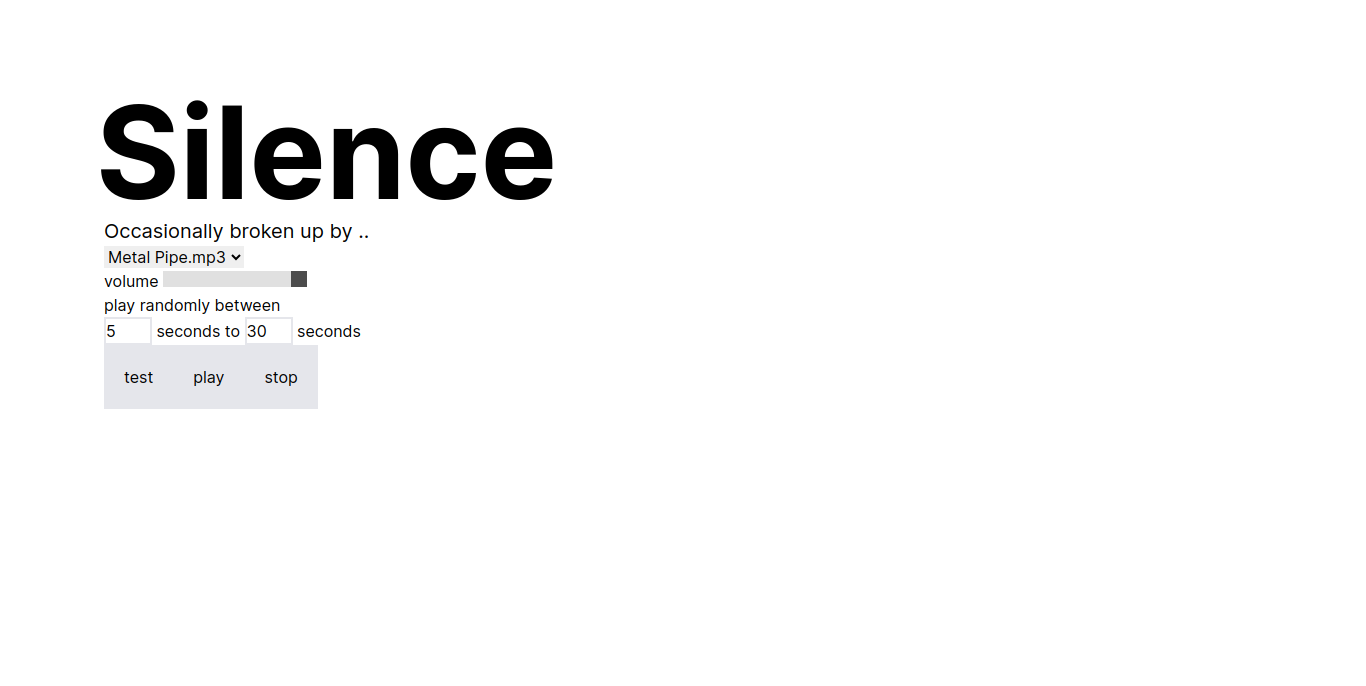 Silence
Occasionally broken up by ..
Metal Pipe.mp3
volume
play randomly between
5 seconds to 30 seconds
test play stop